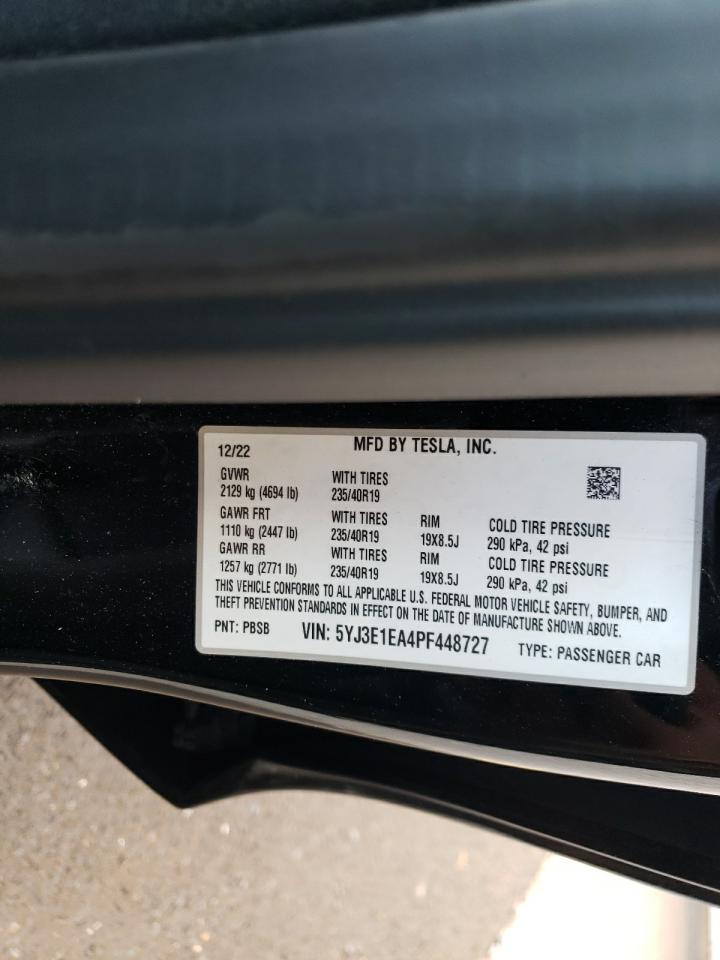 12/22 MFD BY TESLA, INC.
GVWR WITH TIRES
2129 kg (4694 lb) 235/40R19
GAWR FRT WITH TIRES RIM COLD TIRE PRESSURE
1110 kg (2447 lb) 235/40R19 19X8.5J 290 kPa, 42 psi
GAWR RR WITH TIRES RIM COLD TIRE PRESSURE
1257 kg (2771 lb) 235/40R19 19X8.5J 290 kPa, 42 psi
THIS VEHICLE CONFORMS TO ALL APPLICABLE U.S. FEDERAL MOTOR VEHICLE SAFETY, BUMPER, AND
THEFT PREVENTION STANDARDS IN EFFECT ON THE DATE OF MANUFACTURE SHOWN ABOVE.
PNT: PBSB VIN: 5YJ3E1EA4PF448727 TYPE: PASSENGER CAR